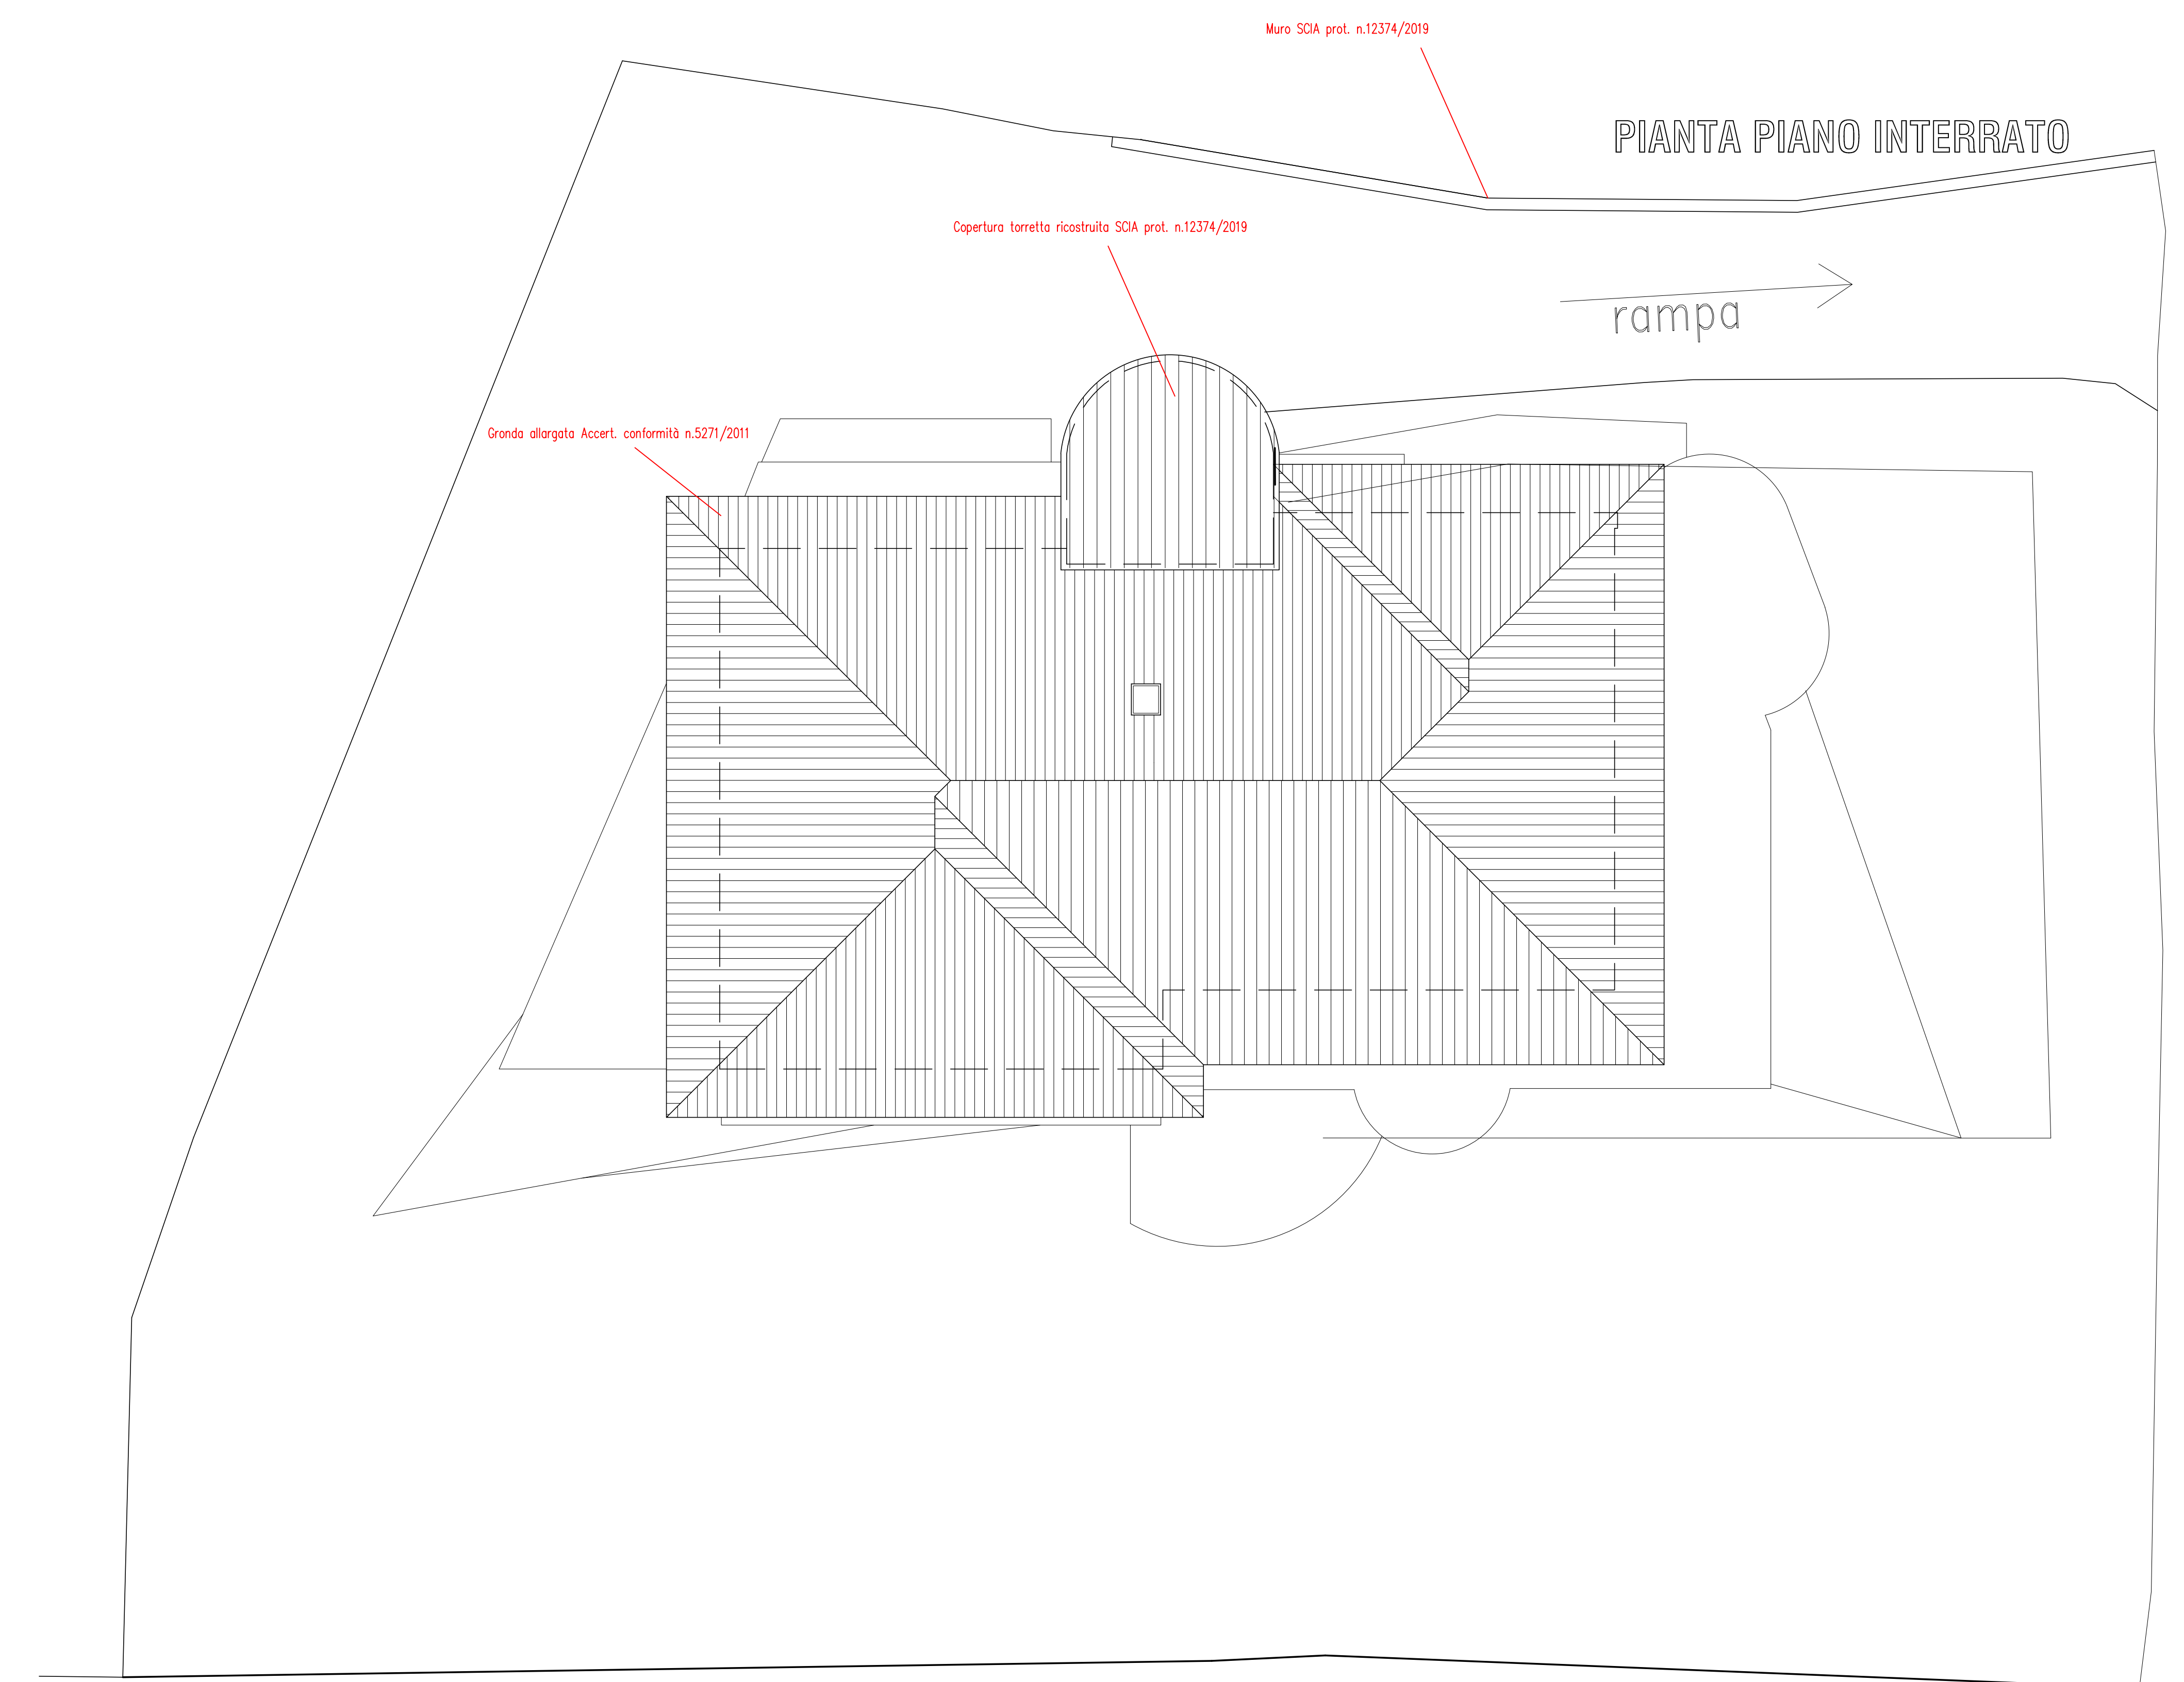 Muro SCIA prot. n.12374/2019
PIANTA PIANO INTERRATO
Copertura torretta ricostruita SCIA prot. n.12374/2019
rampa
Gronda allargata Accert. conformità n.5271/2011